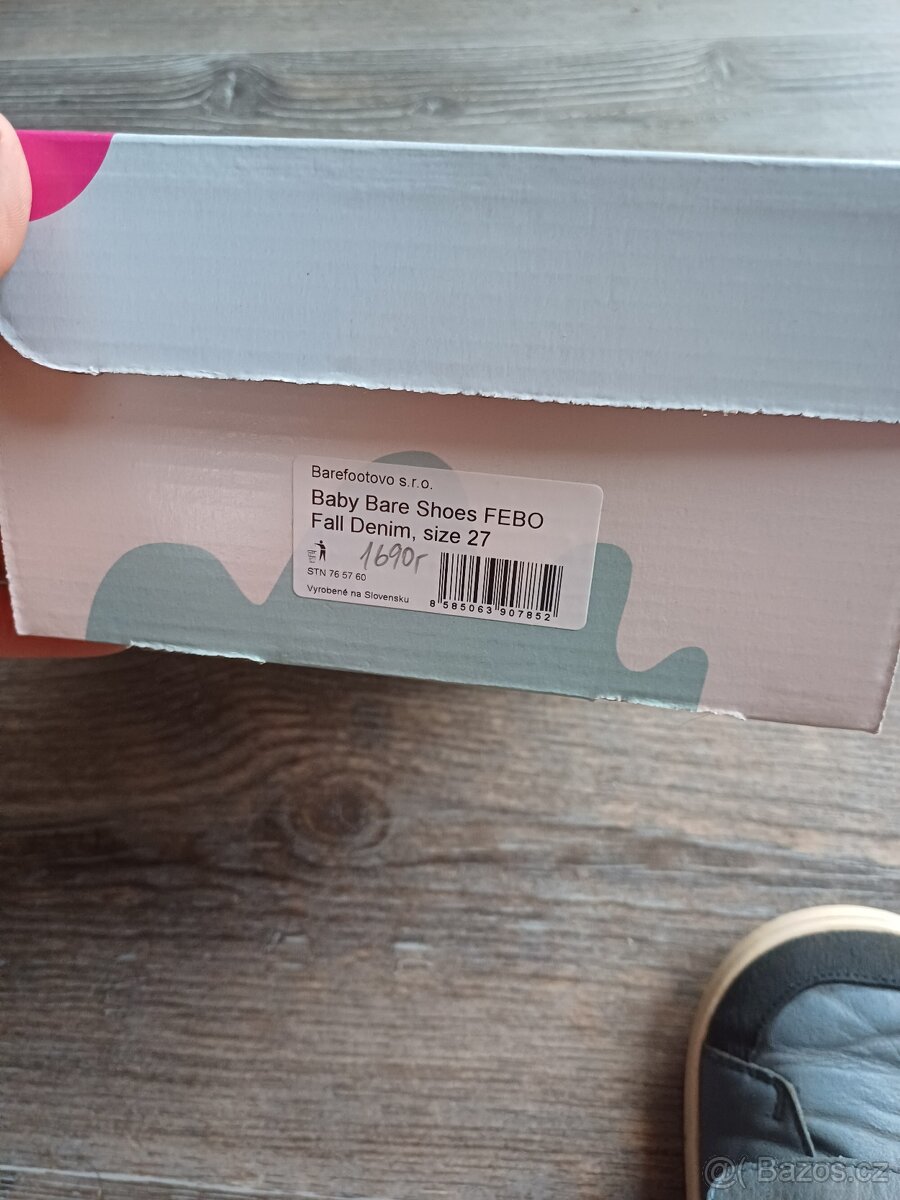 Barefootovo s.r.o.
Baby Bare Shoes FEBO
Fall Denim, size 27
1690r
STN 76 57 60
Vyrobené na Slovensku
8 585063 907852
@( Bazos.cz